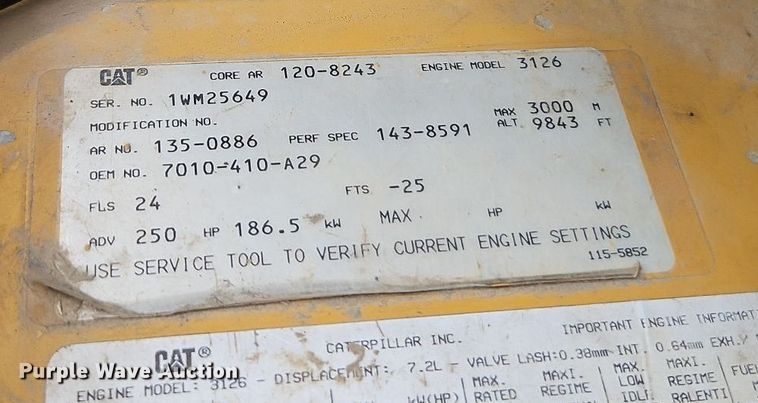 CAT® CORE AR 120-8243 ENGINE MODEL 3126
SER. NO. 1WM25649
MODIFICATION NO. MAX 3000 M
AR NO. 135-0886 PERF SPEC 143-8591 ALT. 9843 FT
OEM NO. 7010-410-A29
FLS 24 FTS -25
ADV 250 HP 186.5 kW MAX HP kW
USE SERVICE TOOL TO VERIFY CURRENT ENGINE SETTINGS
115-5852
CAT® CATERPILLAR INC. IMPORTANT ENGINE
ENGINE MODEL: 3126 - DISPLACEMENT: 7.2L - VALVE LASH:0.38mm-INT. 0.64mm EXH.
kW(HP) MAX. RATED MAXI. REGIME MAX. LOW MAXI. REGIME RALENTI
Purple Wave Auction